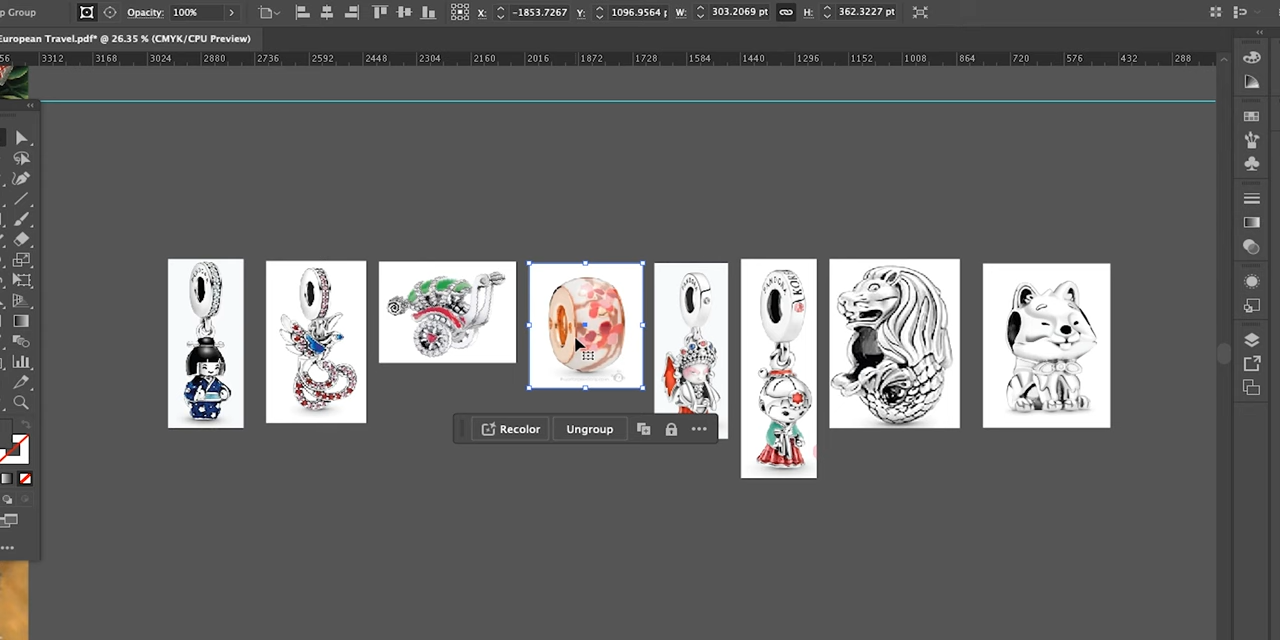 p Group
Opacity: 100%
X: -1853.7267
Y: 1096.9564 p
W: 303.2069 pt
H: 362.3227 pt
European Travel.pdf* @ 26.35 % (CMYK/CPU Preview)
56 3312 3168 3024 2880 2736 2592 2448 2304 2160 2016 1872 1728 1584 1440 1296 1152 1008 864 720 576 432 288
Recolor
Ungroup